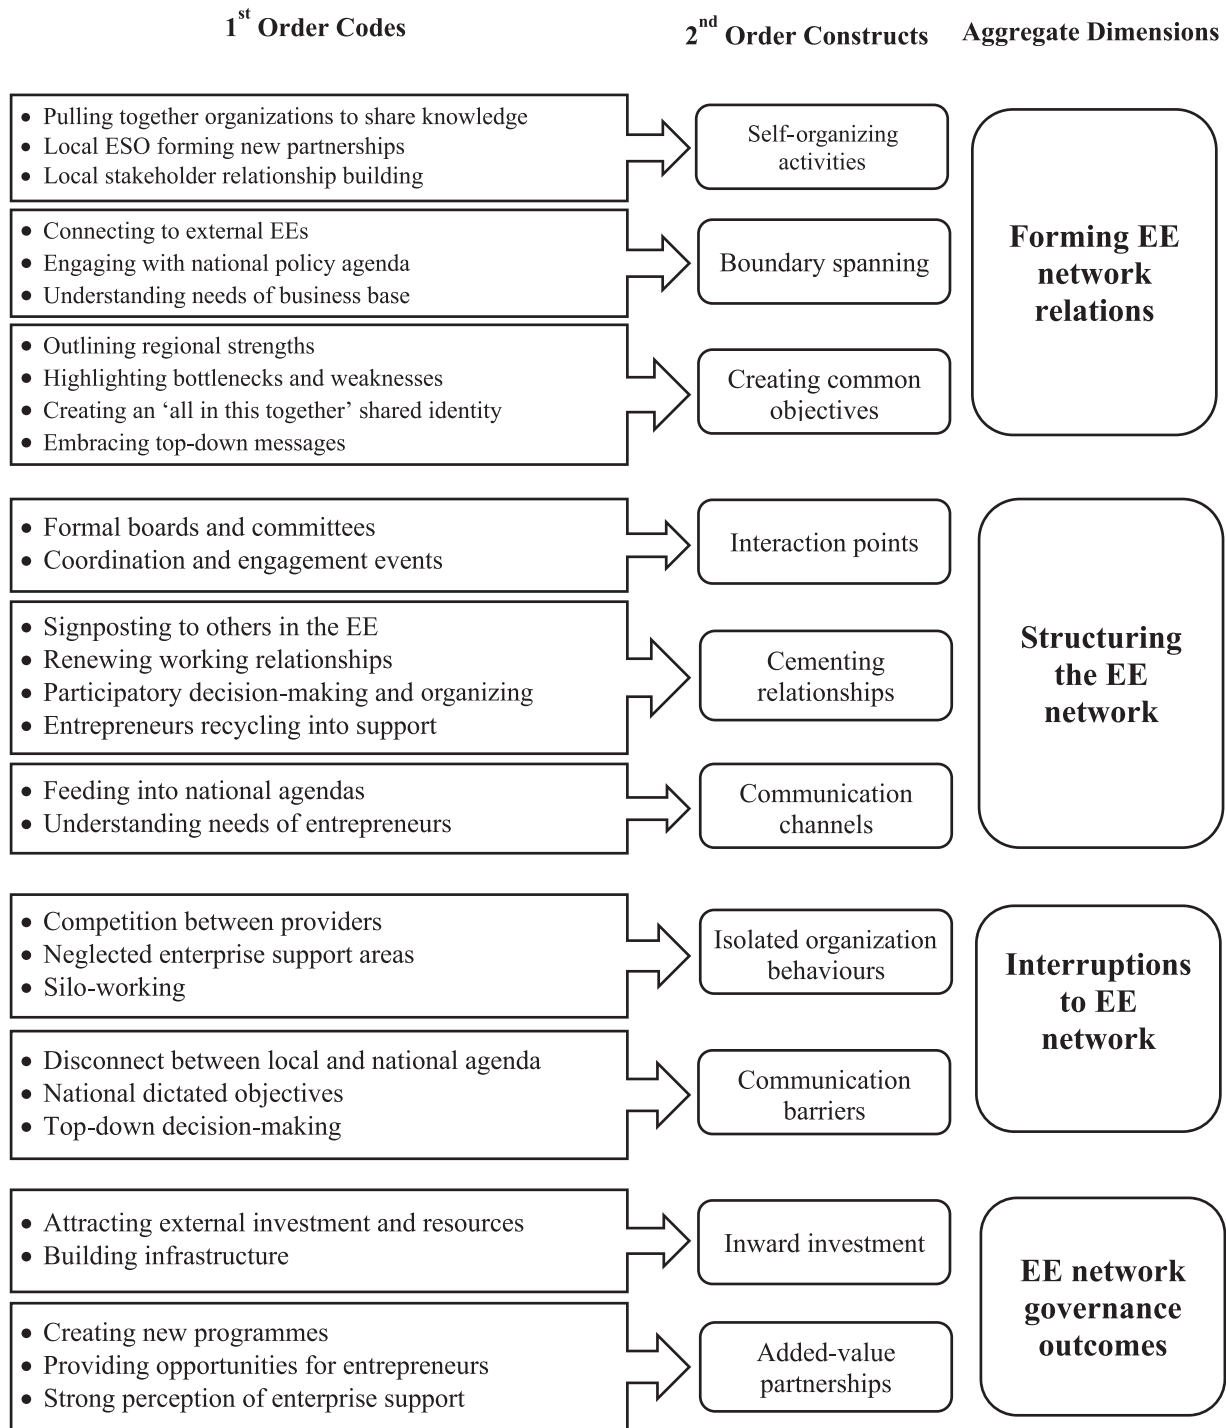 1st Order Codes
2nd Order Constructs
Aggregate Dimensions
• Pulling together organizations to share knowledge
• Local ESO forming new partnerships
• Local stakeholder relationship building
Self-organizing
activities
• Connecting to external EEs
• Engaging with national policy agenda
• Understanding needs of business base
Boundary spanning
• Outlining regional strengths
• Highlighting bottlenecks and weaknesses
• Creating an ‘all in this together’ shared identity
• Embracing top-down messages
Creating common
objectives
Forming EE
network
relations
• Formal boards and committees
• Coordination and engagement events
Interaction points
• Signposting to others in the EE
• Renewing working relationships
• Participatory decision-making and organizing
• Entrepreneurs recycling into support
Cementing
relationships
• Feeding into national agendas
• Understanding needs of entrepreneurs
Communication
channels
Structuring
the EE
network
• Competition between providers
• Neglected enterprise support areas
• Silo-working
Isolated organization
behaviours
• Disconnect between local and national agenda
• National dictated objectives
• Top-down decision-making
Communication
barriers
Interruptions
to EE
network
• Attracting external investment and resources
• Building infrastructure
Inward investment
• Creating new programmes
• Providing opportunities for entrepreneurs
• Strong perception of enterprise support
Added-value
partnerships
EE network
governance
outcomes